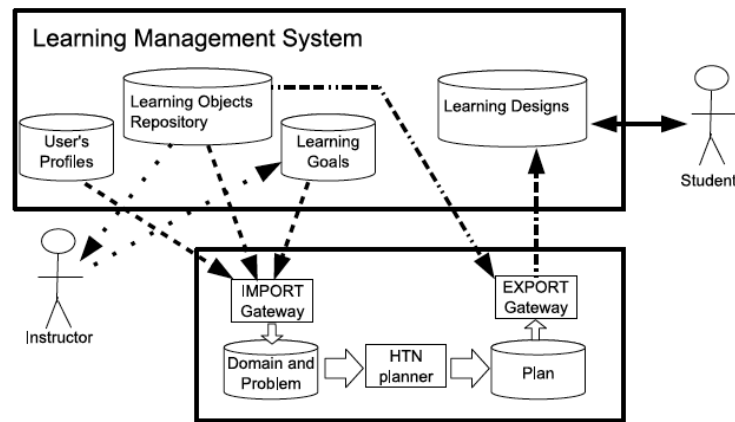 Learning Management System
Learning Objects
Repository
Learning Designs
User's
Profiles
Learning
Goals
Student
Instructor
IMPORT
Gateway
EXPORT
Gateway
Domain and
Problem
HTN
planner
Plan